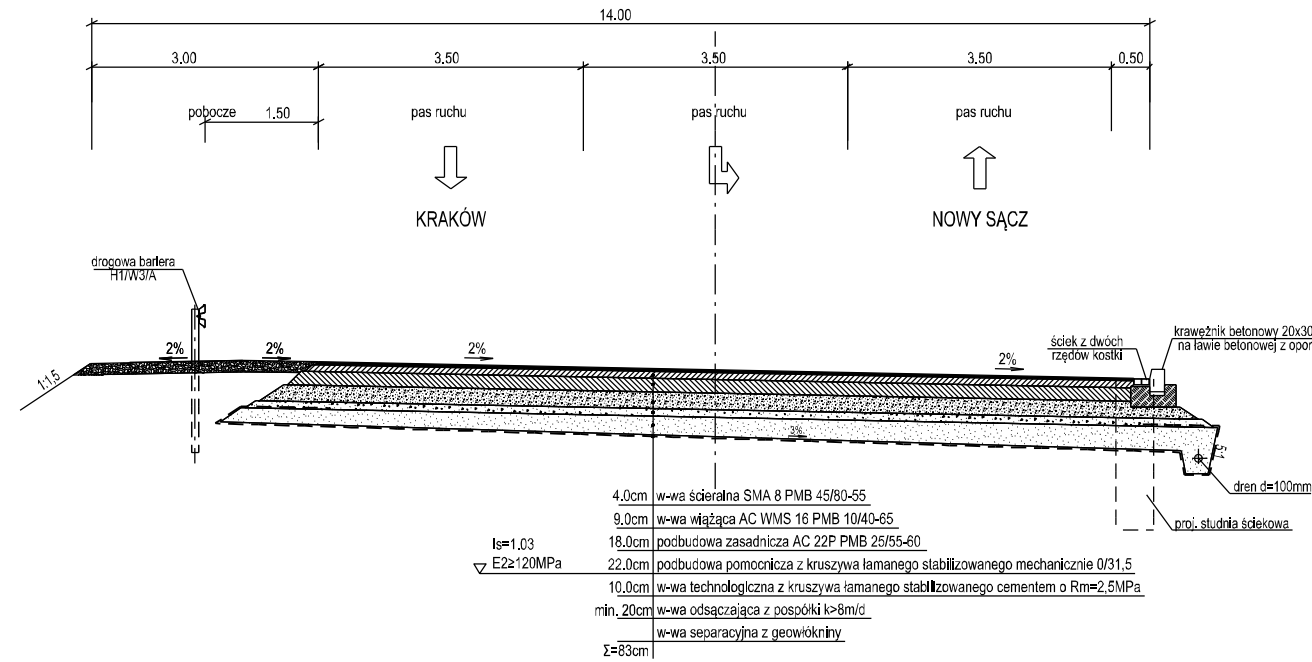 14.00
3.00 3.50 3.50 3.50 0.50
pobocze 1.50 pas ruchu pas ruchu pas ruchu
KRAKÓW NOWY SĄCZ
drogowa bariera
H1/W3/A
krawężnik betonowy 20x30
na ławie betonowej z opor
ściek z dwóch
rzędów kostki
2% 2% 2% 2%
1:1,5
3%
5:1
dren d=100mm
proj. studnia ściekowa
4.0cm w-wa ścieralna SMA 8 PMB 45/80-55
9.0cm w-wa wiążąca AC WMS 16 PMB 10/40-65
18.0cm podbudowa zasadnicza AC 22P PMB 25/55-60
Is=1.03
E2≥120MPa
22.0cm podbudowa pomocnicza z kruszywa łamanego stabilizowanego mechanicznie 0/31,5
10.0cm w-wa technologiczna z kruszywa łamanego stabilizowanego cementem o Rm=2,5MPa
min. 20cm w-wa odsączająca z pospółki k>8m/d
w-wa separacyjna z geowłókniny
Σ=83cm